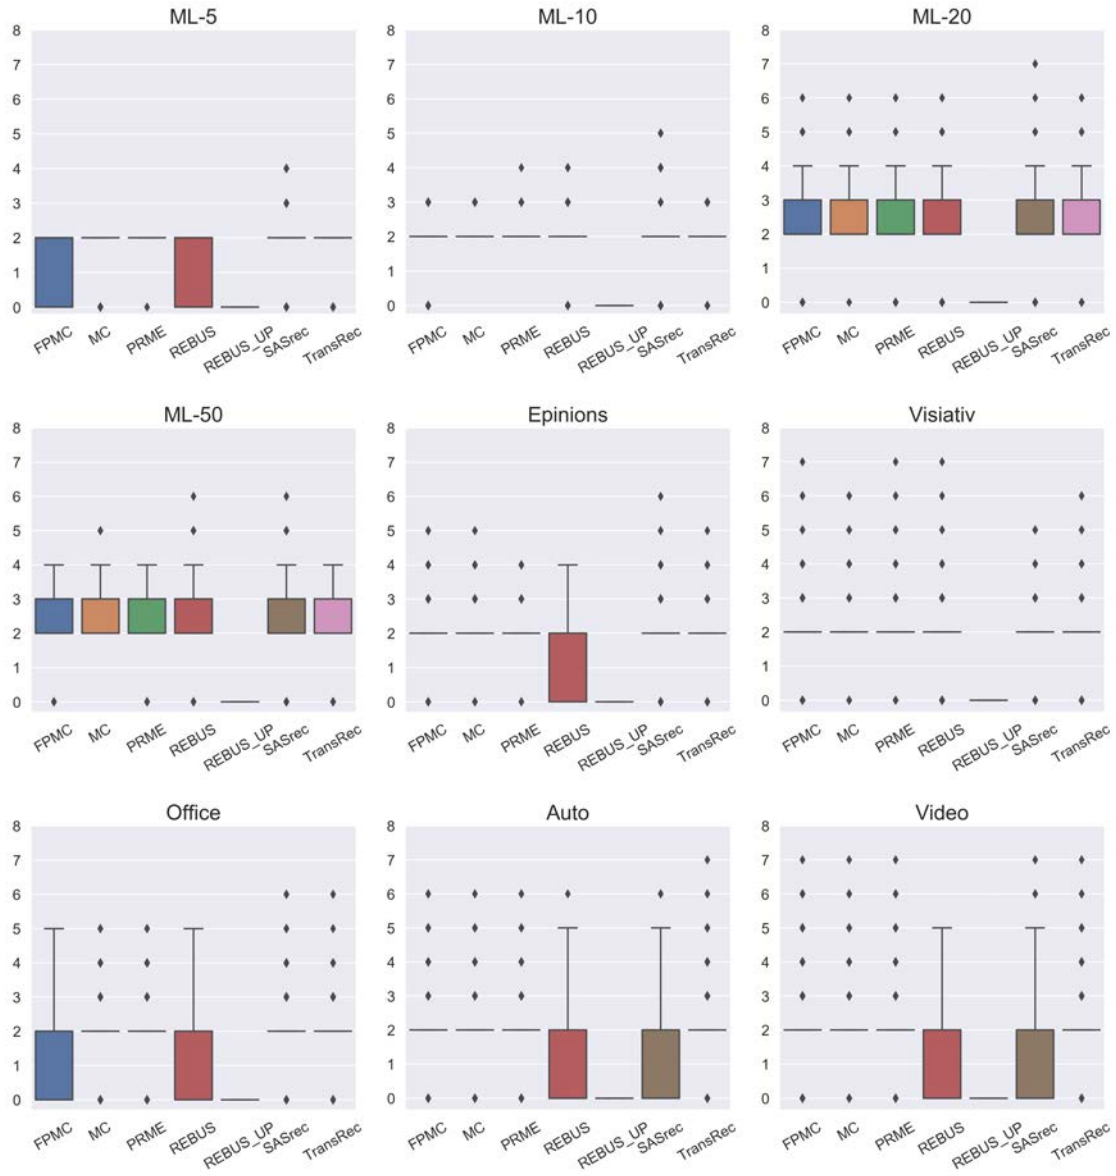 ML-5 ML-10 ML-20
8 8 8
7 7 7
6 6 6
5 5 5
4 4 4
3 3 3
2 2 2
1 1 1
0 0 0
FPMC MC PRME REBUS REBUS_UP SASrec TransRec FPMC MC PRME REBUS REBUS_UP SASrec TransRec FPMC MC PRME REBUS REBUS_UP SASrec TransRec
ML-50 Epinions Visiativ
8 8 8
7 7 7
6 6 6
5 5 5
4 4 4
3 3 3
2 2 2
1 1 1
0 0 0
FPMC MC PRME REBUS REBUS_UP SASrec TransRec FPMC MC PRME REBUS REBUS_UP SASrec TransRec FPMC MC PRME REBUS REBUS_UP SASrec TransRec
Office Auto Video
8 8 8
7 7 7
6 6 6
5 5 5
4 4 4
3 3 3
2 2 2
1 1 1
0 0 0
FPMC MC PRME REBUS REBUS_UP SASrec TransRec FPMC MC PRME REBUS REBUS_UP SASrec TransRec FPMC MC PRME REBUS REBUS_UP SASrec TransRec